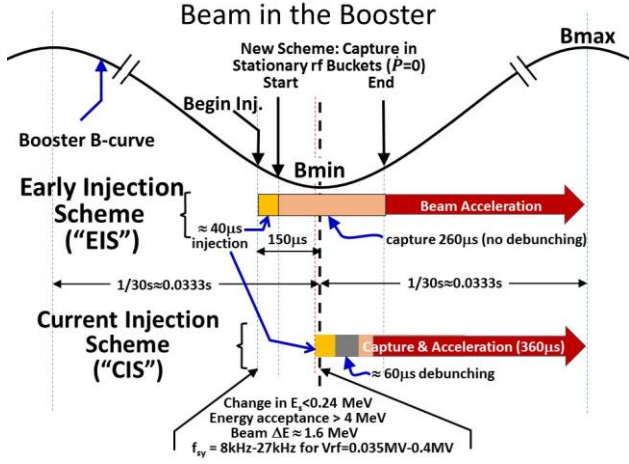 Beam in the Booster
Bmax
New Scheme: Capture in
Stationary rf Buckets (Ṗ=0)
Start
End
Begin Inj.
Booster B-curve
Bmin
Early Injection
Scheme
("EIS")
Beam Acceleration
≈ 40μs
injection
150μs
capture 260μs (no debunching)
1/30s≈0.0333s
1/30s≈0.0333s
Current Injection
Scheme
("CIS")
Capture & Acceleration (360μs)
≈ 60μs debunching
Change in Es<0.24 MeV
Energy acceptance > 4 MeV
Beam ΔE ≈ 1.6 MeV
fsy = 8kHz-27kHz for Vrf=0.035MV-0.4MV